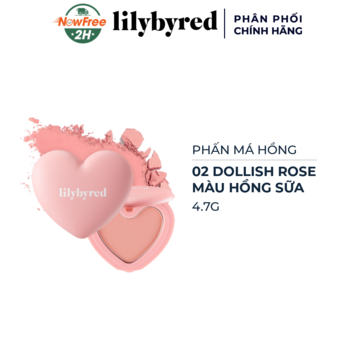 NowFree
2H
lilybyred
PHÂN PHỐI
CHÍNH HÃNG
lilybyred
PHẤN MÁ HỒNG
02 DOLLISH ROSE
MÀU HỒNG SỮA
4.7G